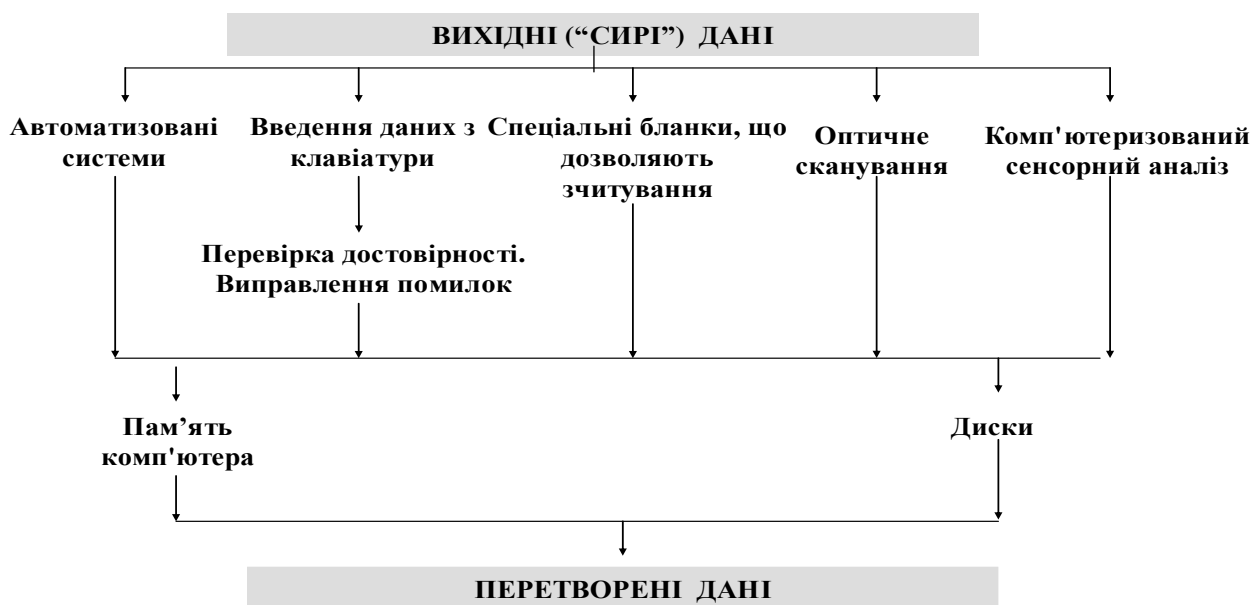 ВИХІДНІ (“СИРІ”) ДАНІ
Автоматизовані
системи
Введення даних з
клавіатури
Спеціальні бланки, що
дозволяють
зчитування
Оптичне
сканування
Комп'ютеризований
сенсорний аналіз
Перевірка достовірності.
Виправлення помилок
Пам’ять
комп'ютера
Диски
ПЕРЕТВОРЕНІ ДАНІ